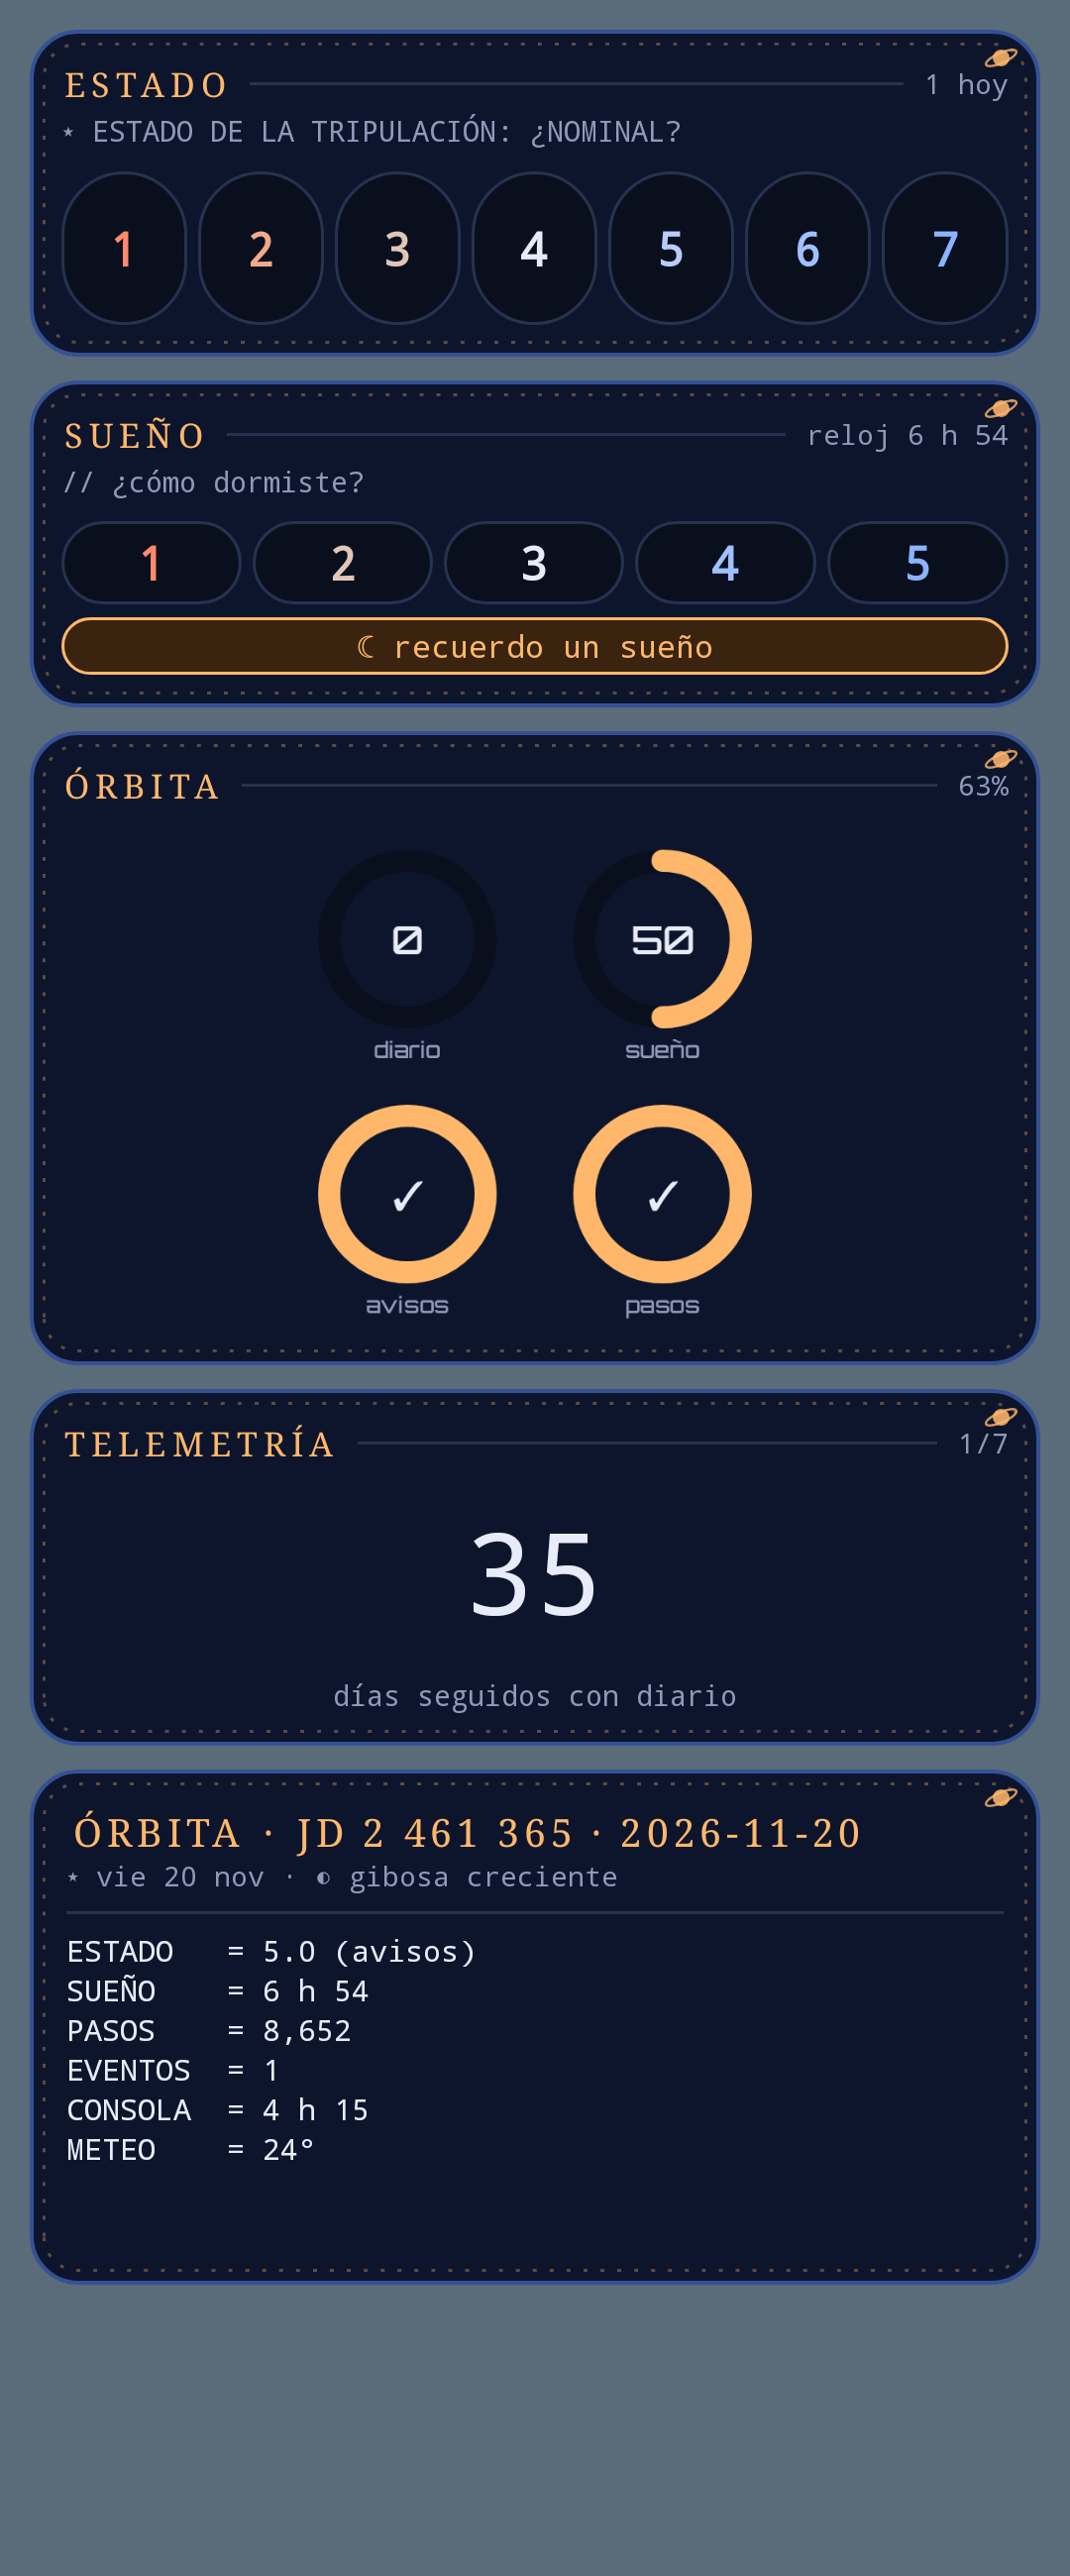 ESTADO 1 hoy
★ ESTADO DE LA TRIPULACIÓN: ¿NOMINAL?
1 2 3 4 5 6 7
SUEÑO reloj 6 h 54
// ¿cómo dormiste?
1 2 3 4 5
☾ recuerdo un sueño
ÓRBITA 63%
0 50
diario sueño
✓ ✓
avisos pasos
TELEMETRÍA 1/7
35
días seguidos con diario
ÓRBITA · JD 2 461 365 · 2026-11-20
★ vie 20 nov · ◐ gibosa creciente
ESTADO = 5.0 (avisos)
SUEÑO = 6 h 54
PASOS = 8,652
EVENTOS = 1
CONSOLA = 4 h 15
METEO = 24°